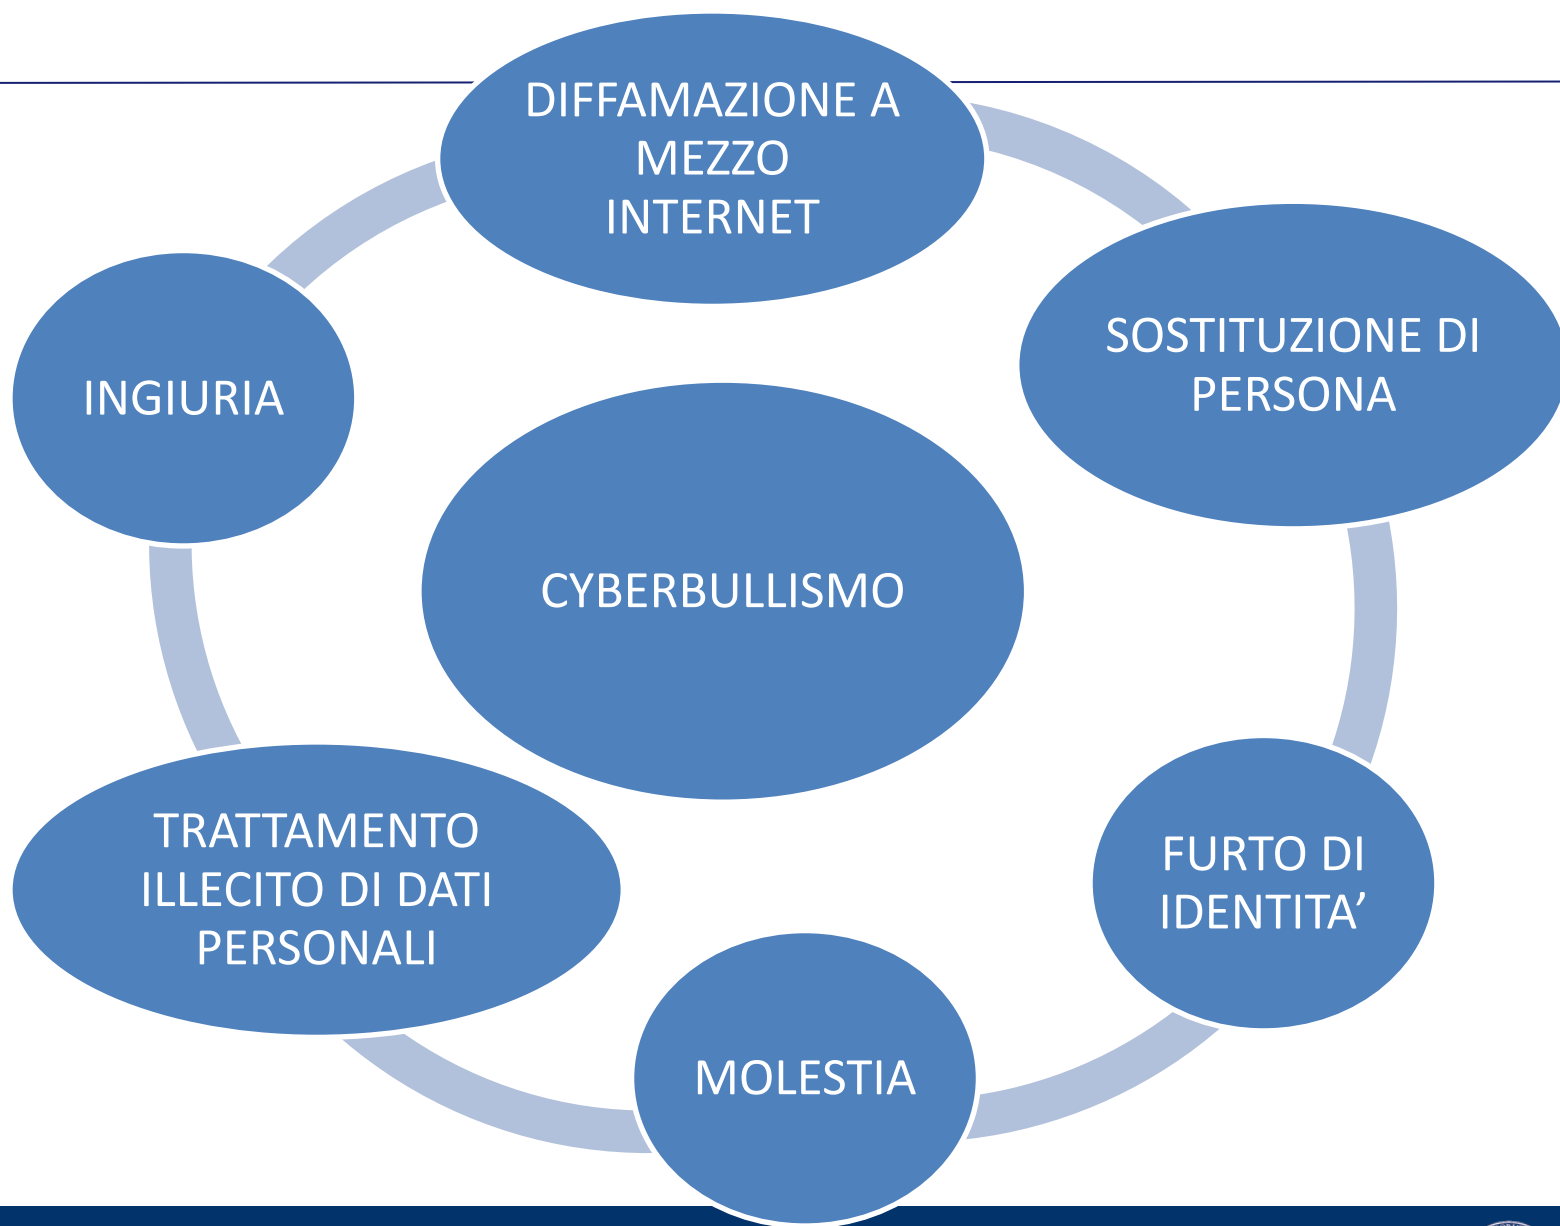 DIFFAMAZIONE A
MEZZO
INTERNET
SOSTITUZIONE DI
PERSONA
INGIURIA
CYBERBULLISMO
TRATTAMENTO
ILLECITO DI DATI
PERSONALI
FURTO DI
IDENTITA’
MOLESTIA